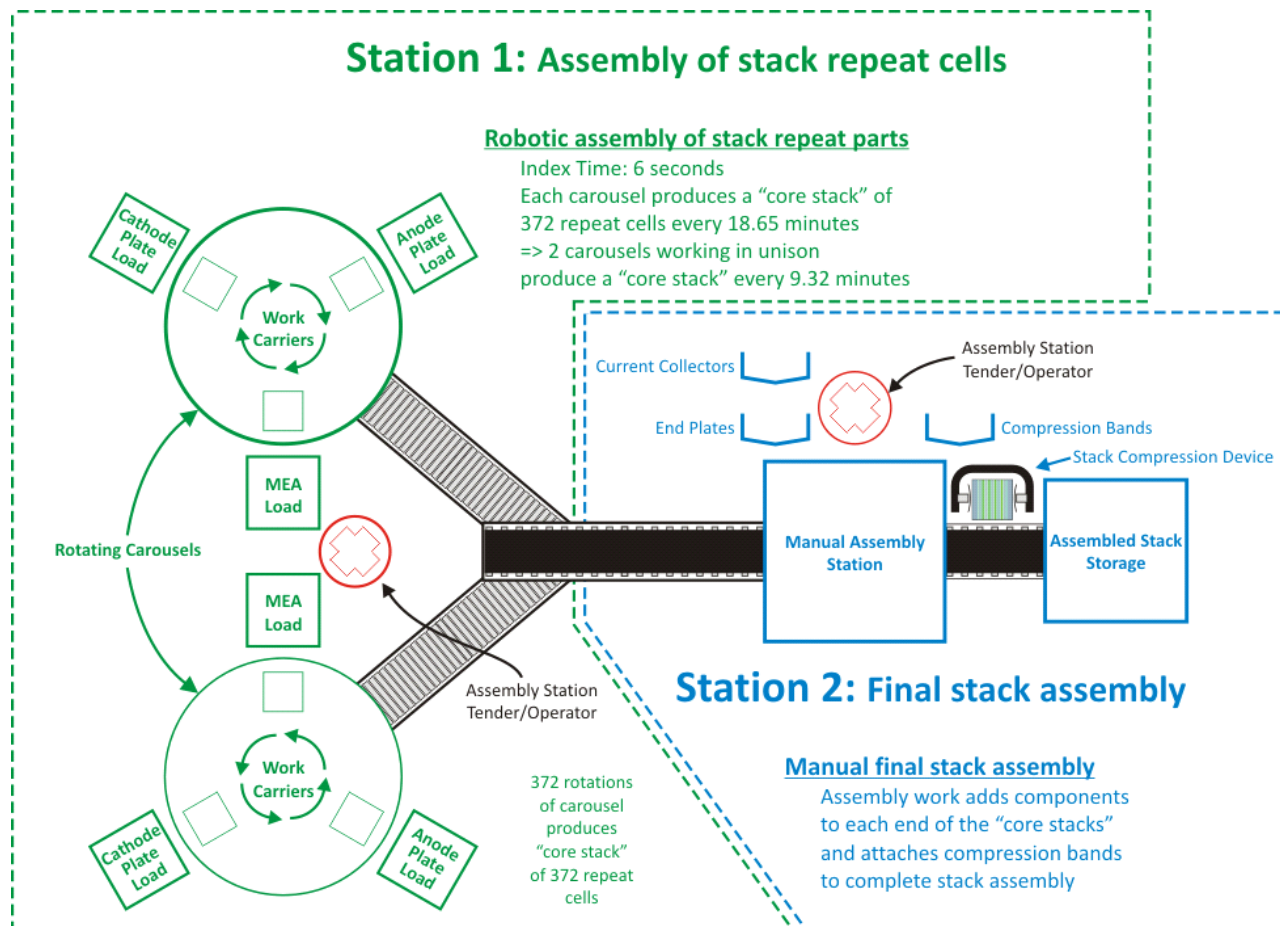 Station 1: Assembly of stack repeat cells
Robotic assembly of stack repeat parts
Index Time: 6 seconds
Each carousel produces a “core stack” of
372 repeat cells every 18.65 minutes
=> 2 carousels working in unison
produce a “core stack” every 9.32 minutes
Cathode
Plate
Load
Anode
Plate
Load
Work
Carriers
MEA
Load
Rotating Carousels
MEA
Load
Assembly Station
Tender/Operator
Work
Carriers
Cathode
Plate
Load
Anode
Plate
Load
372 rotations
of carousel
produces
“core stack”
of 372 repeat
cells
Assembly Station
Tender/Operator
Current Collectors
End Plates
Compression Bands
Stack Compression Device
Manual Assembly
Station
Assembled Stack
Storage
Station 2: Final stack assembly
Manual final stack assembly
Assembly work adds components
to each end of the “core stacks”
and attaches compression bands
to complete stack assembly